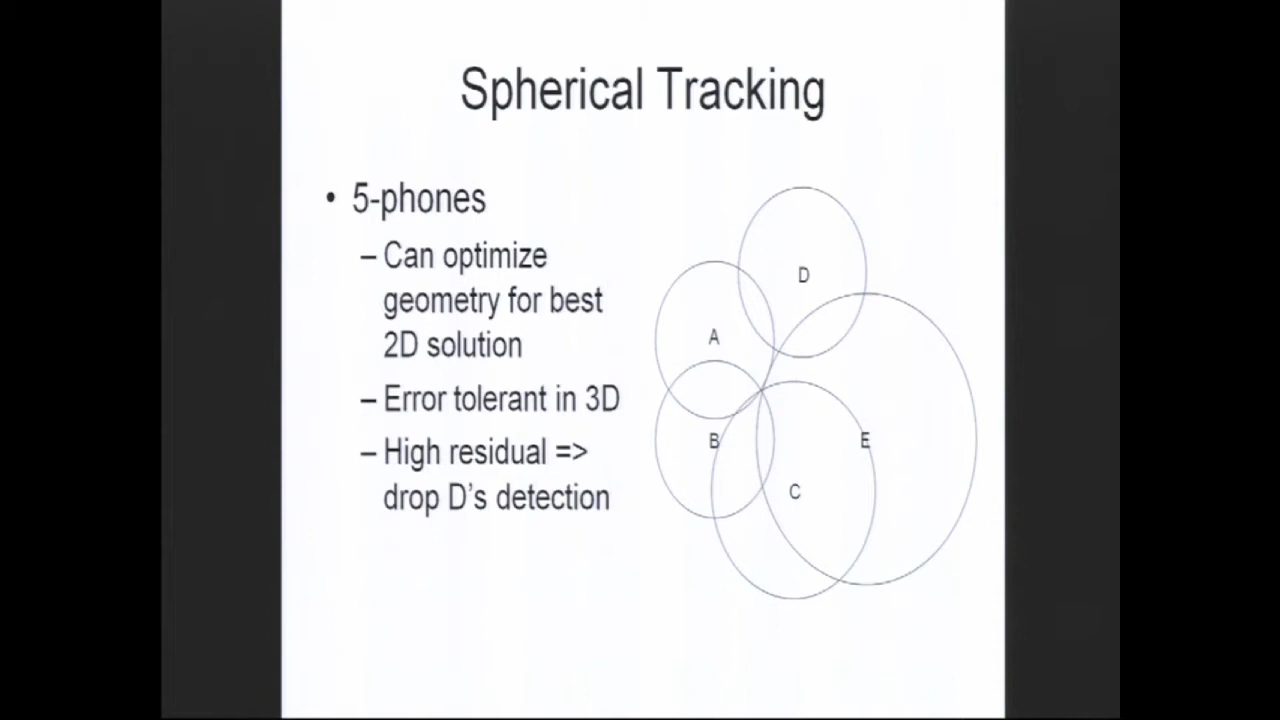 Spherical Tracking
• 5-phones
– Can optimize
geometry for best
2D solution
– Error tolerant in 3D
– High residual =>
drop D's detection
D
A
B
E
C